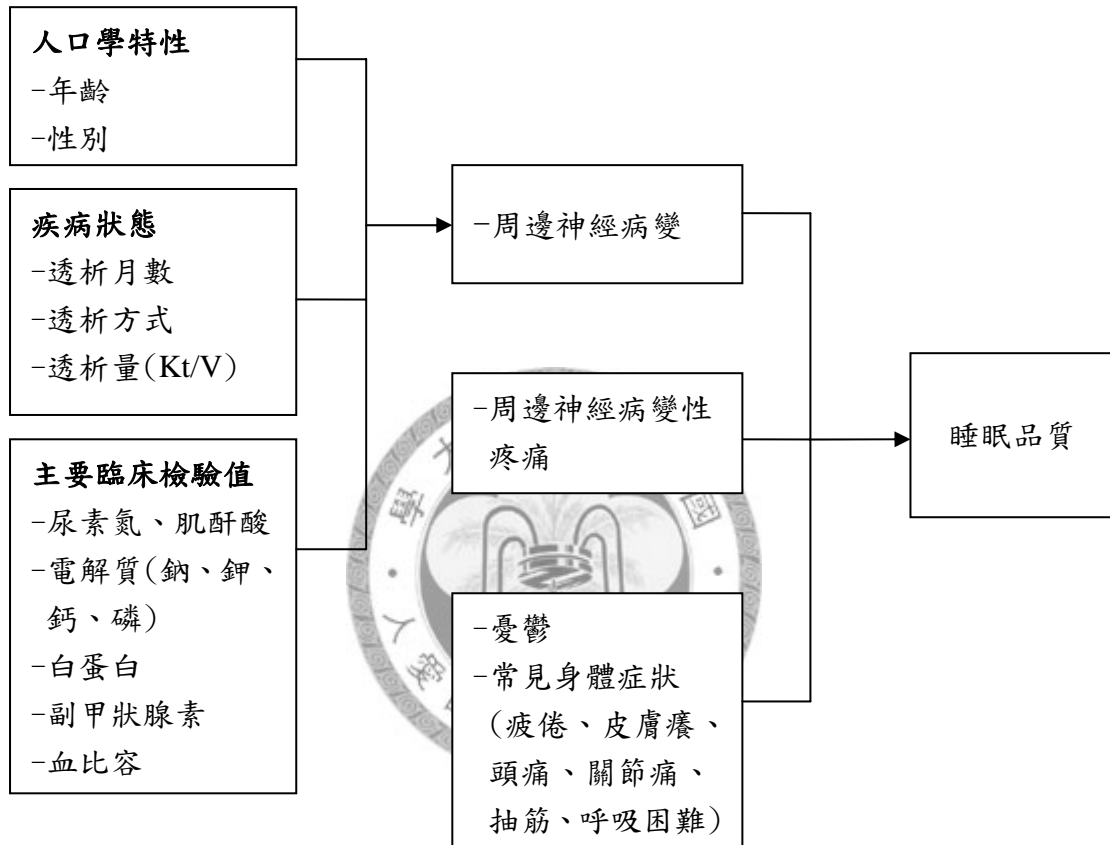 人口學特性
-年齡
-性別
疾病狀態
-透析月數
-透析方式
-透析量(Kt/V)
主要臨床檢驗值
-尿素氮、肌酐酸
-電解質(鈉、鉀、
鈣、磷)
-白蛋白
-副甲狀腺素
-血比容
-周邊神經病變
-周邊神經病變性
疼痛
-憂鬱
-常見身體症狀
(疲倦、皮膚癢、
頭痛、關節痛、
抽筋、呼吸困難)
睡眠品質
學
國
人
愛